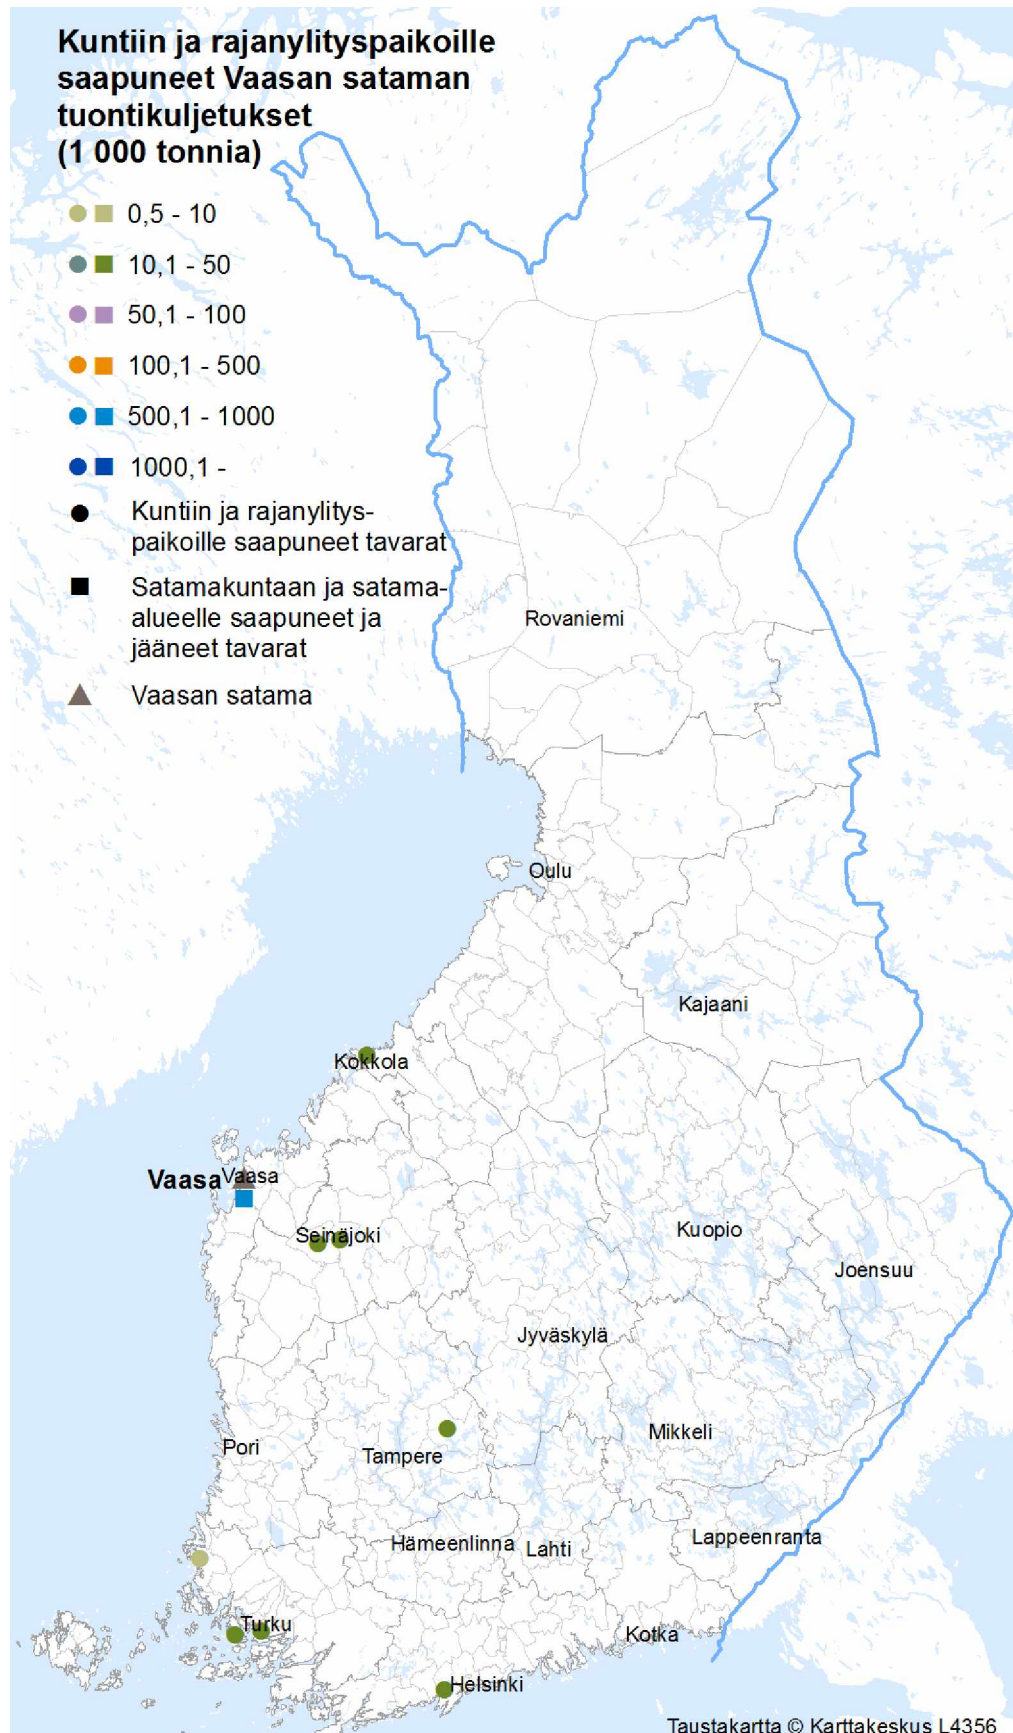 Kuntiin ja rajanylityspaikoille
saapuneet Vaasan sataman
tuontikuljetukset
(1 000 tonnia)
0,5 - 10
10,1 - 50
50,1 - 100
100,1 - 500
500,1 - 1000
1000,1 -
Kuntiin ja rajanylitys-
paikoille saapuneet tavarat
Satamakuntaan ja satama-
alueelle saapuneet ja
jääneet tavarat
Vaasan satama
Rovaniemi
Oulu
Kajaani
Kokkola
Vaasa
Vaasa
Seinäjoki
Kuopio
Joensuu
Jyväskylä
Mikkeli
Pori
Tampere
Lappeenranta
Hämeenlinna
Lahti
Turku
Kotka
Helsinki
Taustakartta © Karttakeskus L4356